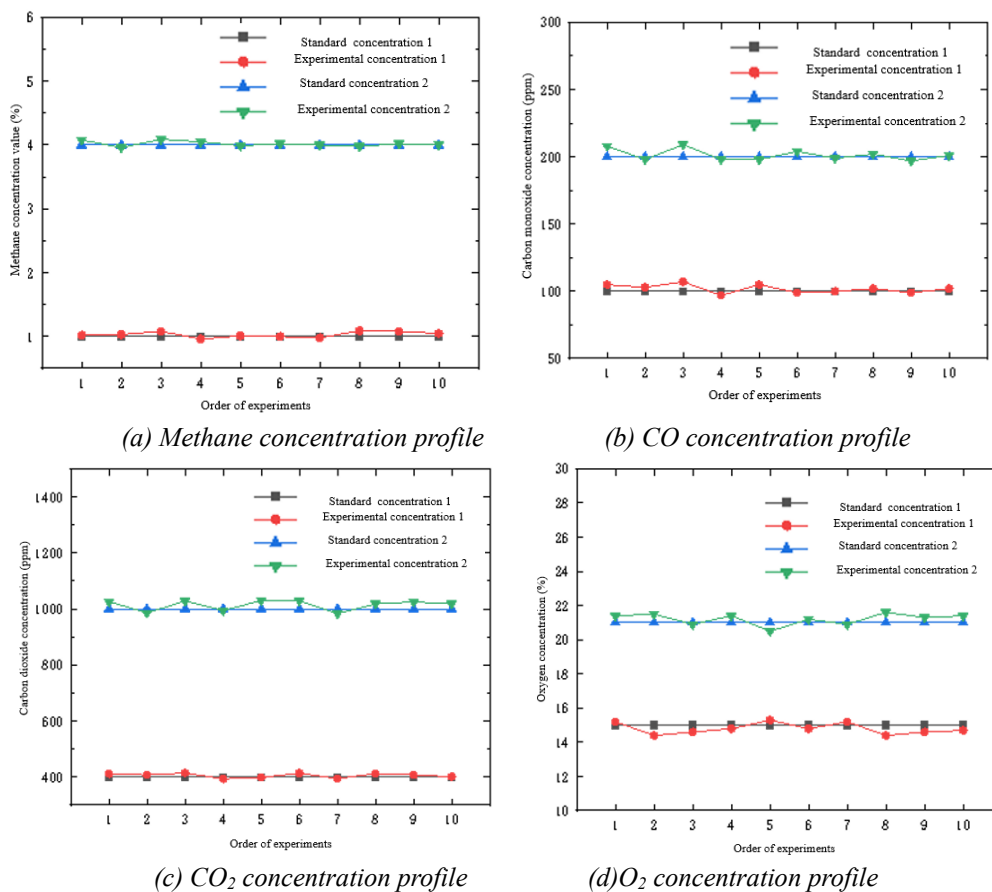 6
5
4
3
2
1
Methane concentration value (%)
Standard concentration 1
Experimental concentration 1
Standard concentration 2
Experimental concentration 2
1 2 3 4 5 6 7 8 9 10
Order of experiments
(a) Methane concentration profile
300
250
200
150
100
50
Carbon monoxide concentration (ppm)
Standard concentration 1
Experimental concentration 1
Standard concentration 2
Experimental concentration 2
1 2 3 4 5 6 7 8 9 10
Order of experiments
(b) CO concentration profile
1400
1200
1000
800
600
400
Carbon dioxide concentration (ppm)
Standard concentration 1
Experimental concentration 1
Standard concentration 2
Experimental concentration 2
1 2 3 4 5 6 7 8 9 10
Order of experiments
(c) CO₂ concentration profile
30
28
26
24
22
20
18
16
14
12
10
Oxygen concentration (%)
Standard concentration 1
Experimental concentration 1
Standard concentration 2
Experimental concentration 2
1 2 3 4 5 6 7 8 9 10
Order of experiments
(d)O₂ concentration profile